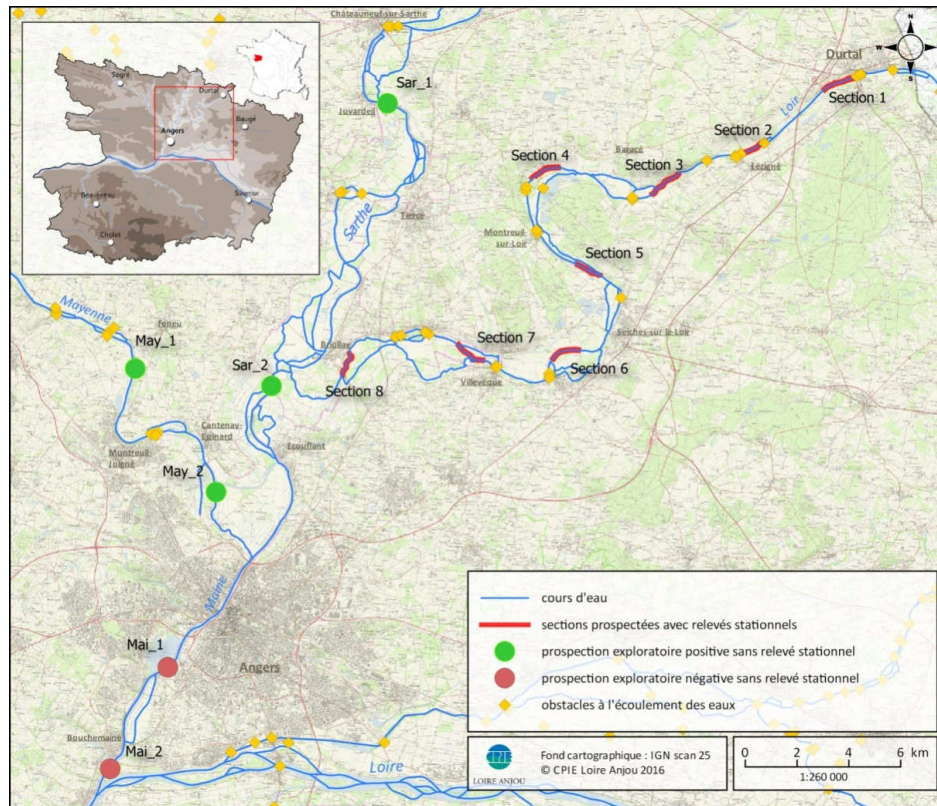 Châteauneuf-sur-Sarthe
Segré
Durtal
Baugé
Angers
Saumur
Beaupréau
Cholet
Sar_1
Juvardeil
Durtal
N
W
E
S
Section 1
Loir
Section 2
Lézigné
Baracé
Section 3
Section 4
Sarthe
Tiercé
Montreuil-
sur-Loir
Section 5
Mayenne
Feneu
May_1
Seiches-sur-le-Loir
Briollay
Section 7
Sar_2
Section 6
Villevêque
Section 8
Cantenay-
Epinard
Ecouflant
Montreuil-
Juigné
May_2
Maine
Mai_1
Angers
Bouchemaine
Mai_2
Loire
cours d'eau
sections prospectées avec relevés stationnels
prospection exploratoire positive sans relevé stationnel
prospection exploratoire négative sans relevé stationnel
obstacles à l'écoulement des eaux
CPIE
LOIRE ANJOU
Fond cartographique : IGN scan 25
© CPIE Loire Anjou 2016
0 2 4 6 km
1:260 000